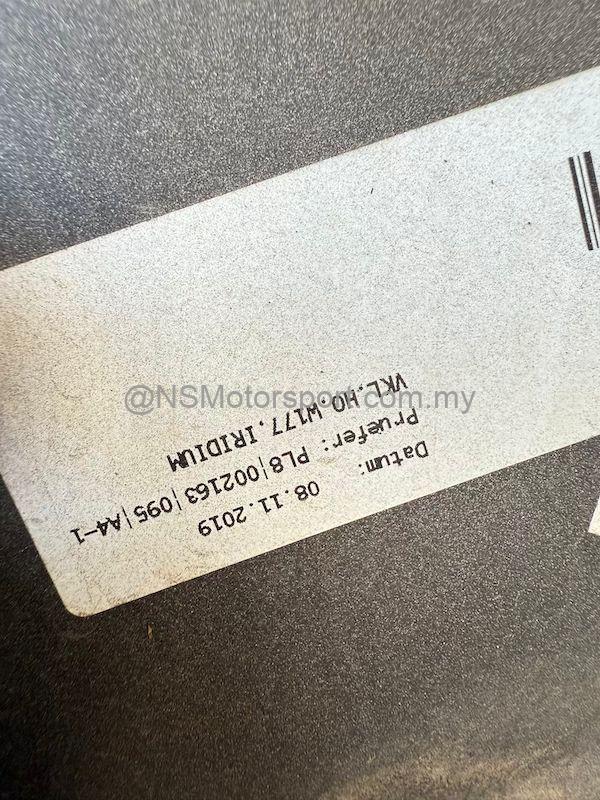 Datum: 08.11.2019
Pruefer: PL8|002163|095|A4-1
VKL.HO.W177.IRIDIUM
@NSMotorsport.com.my